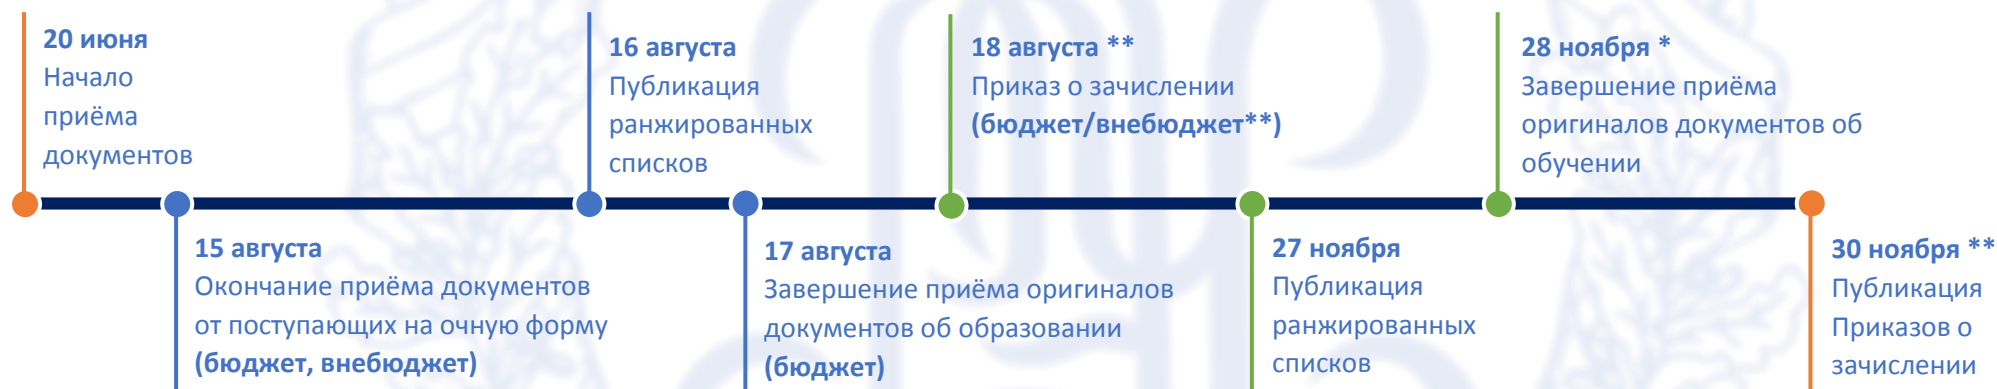 20 июня
Начало
приёма
документов
15 августа
Окончание приёма документов
от поступающих на очную форму
(бюджет, внебюджет)
16 августа
Публикация
ранжированных
списков
17 августа
Завершение приёма оригиналов
документов об образовании
(бюджет)
18 августа **
Приказ о зачислении
(бюджет/внебюджет**)
27 ноября
Публикация
ранжированных
списков
28 ноября *
Завершение приёма
оригиналов документов об
обучении
30 ноября **
Публикация
Приказов о
зачислении